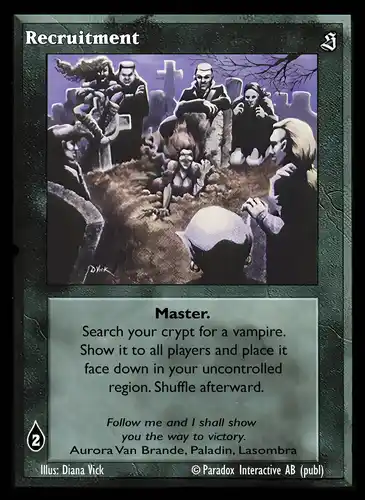 Recruitment
DVICK
Master.
Search your crypt for a vampire.
Show it to all players and place it
face down in your uncontrolled
region. Shuffle afterward.
Follow me and I shall show
you the way to victory.
Aurora Van Brande, Paladin, Lasombra
2
Illus: Diana Vick
© Paradox Interactive AB (publ)